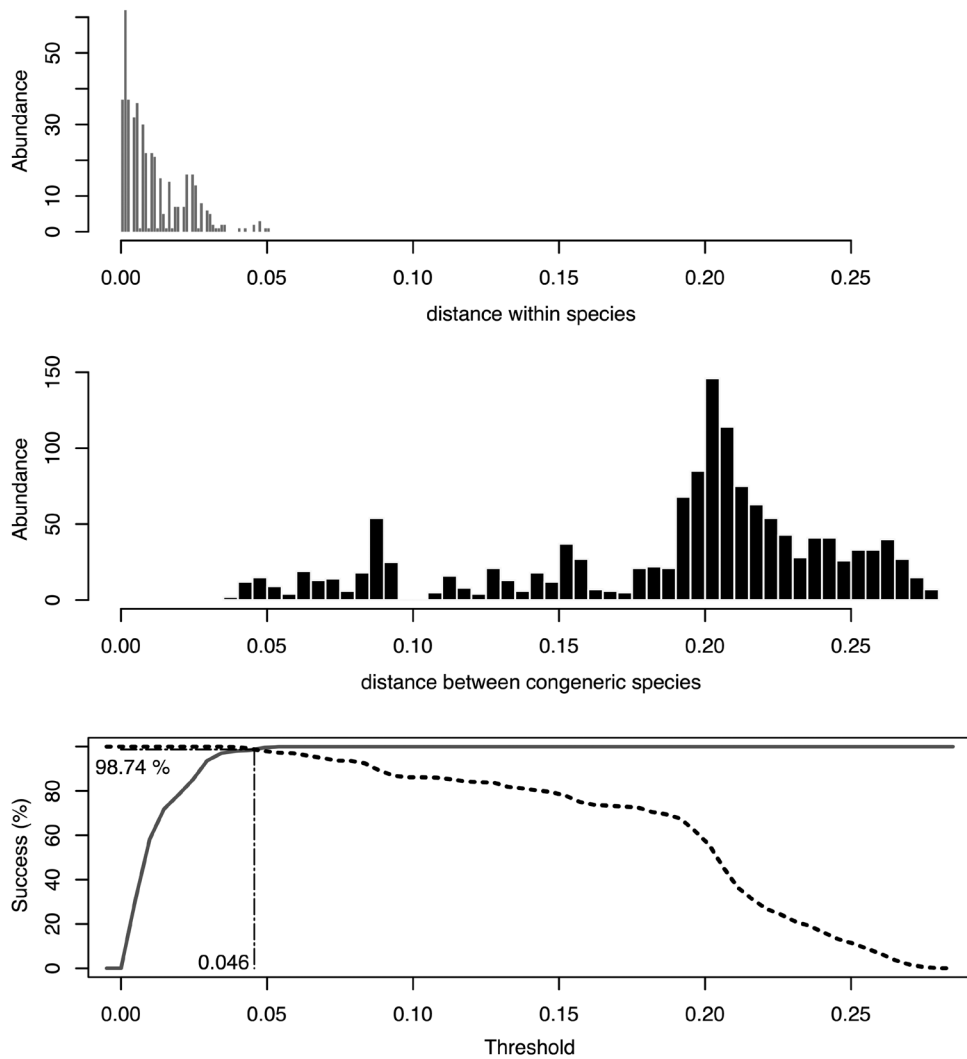 Abundance
0 10 30 50
0.00 0.05 0.10 0.15 0.20 0.25
distance within species
Abundance
0 50 100 150
0.00 0.05 0.10 0.15 0.20 0.25
distance between congeneric species
Success (%)
0 20 40 60 80
98.74 %
0.046
0.00 0.05 0.10 0.15 0.20 0.25
Threshold